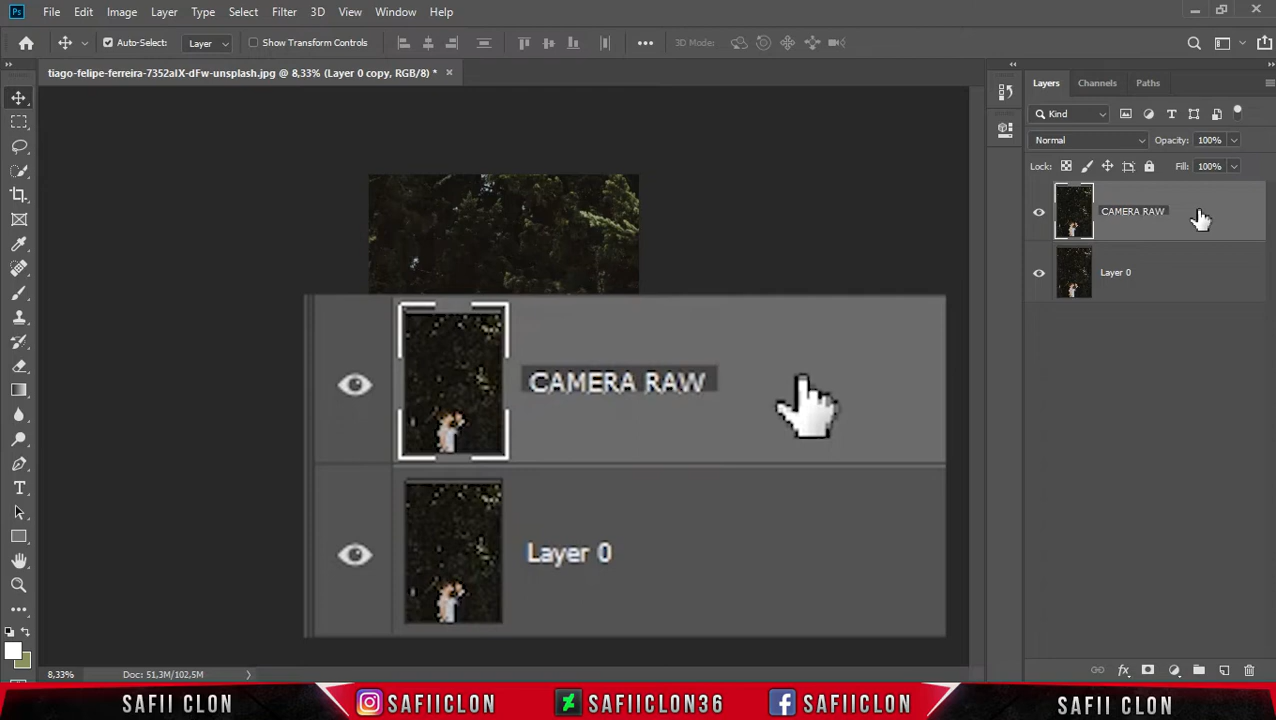 Ps File Edit Image Layer Type Select Filter 3D View Window Help
Auto-Select: Layer Show Transform Controls 3D Mode:
tiago-felipe-ferreira-7352aIX-dFw-unsplash.jpg @ 8,33% (Layer 0 copy, RGB/8) *
Layers Channels Paths
Kind
Normal Opacity: 100%
Lock: Fill: 100%
CAMERA RAW
Layer 0
CAMERA RAW
Layer 0
8,33% Doc: 51,3M/102,5M
SAFII CLON SAFIICLON SAFIICLON36 SAFIICLON SAFII CLON